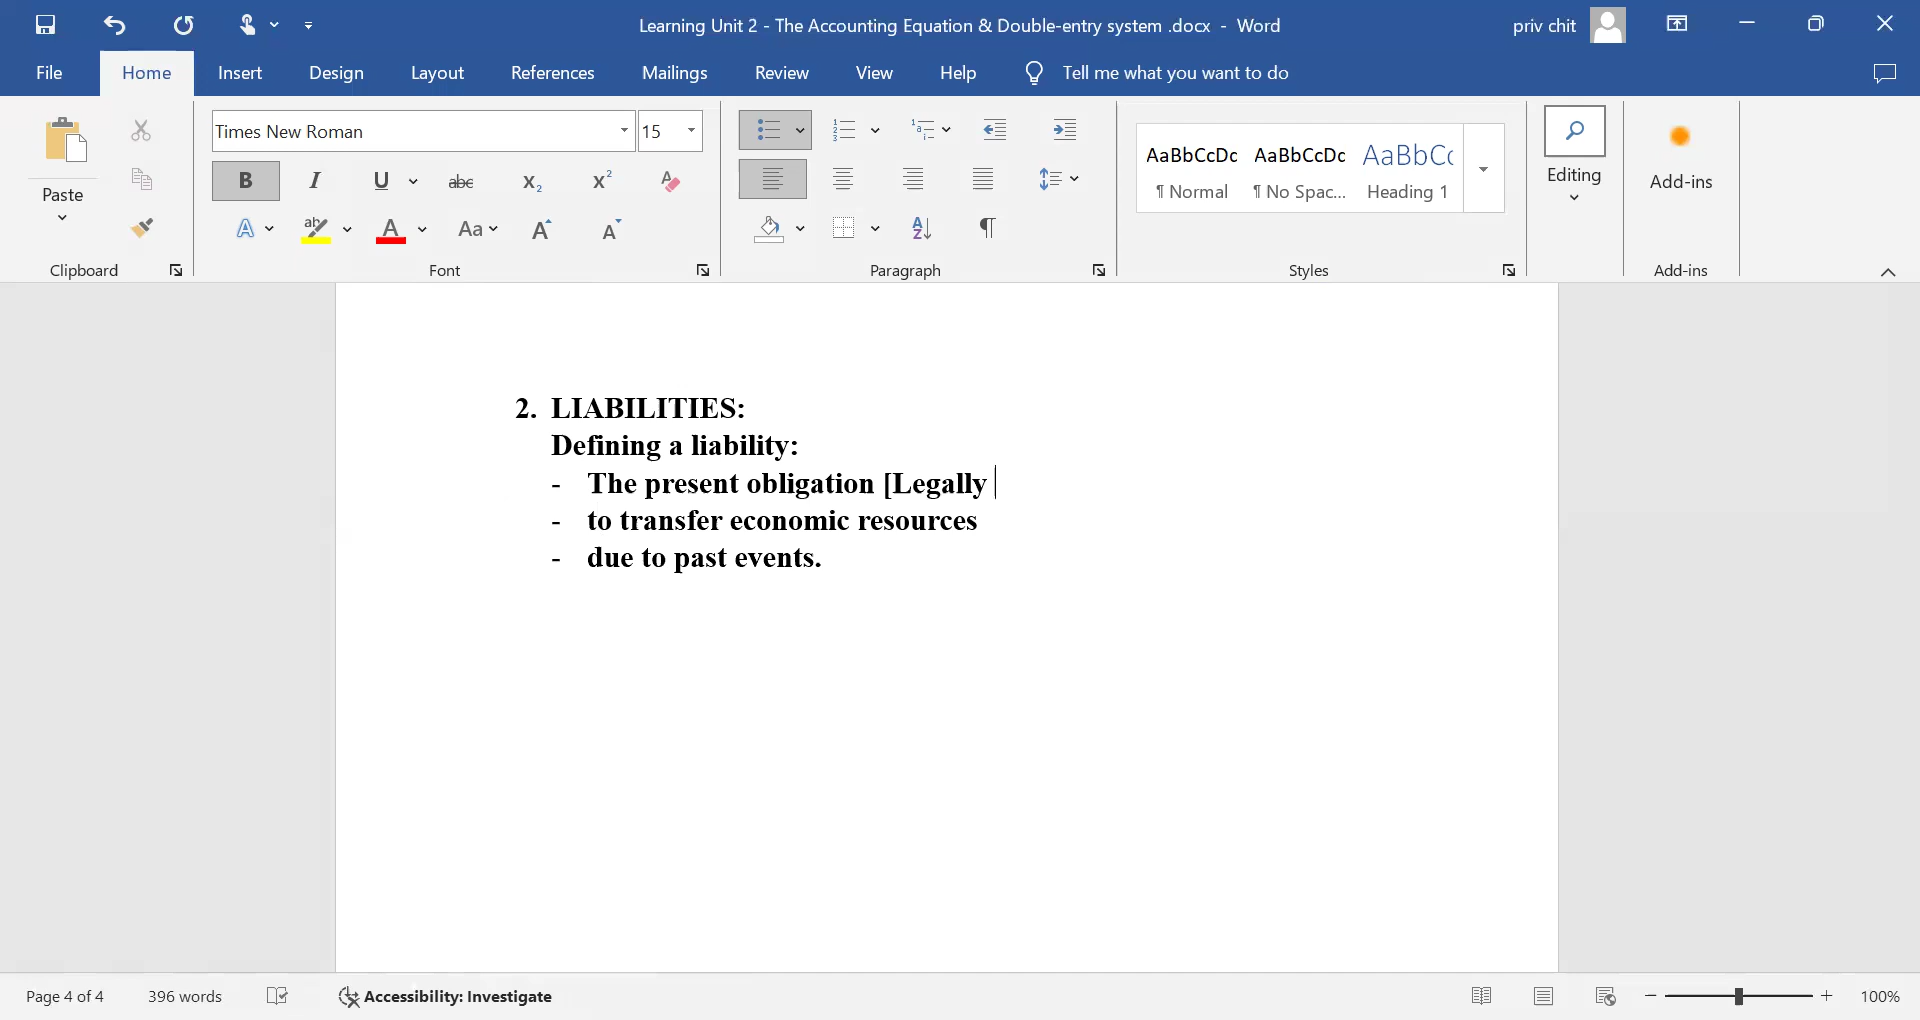 Learning Unit 2 - The Accounting Equation & Double-entry system .docx - Word
priv chit
File Home Insert Design Layout References Mailings Review View Help Tell me what you want to do
Times New Roman 15
Paste
B I U abc X₂ X²
A ab A Aa A A
AaBbCcDc AaBbCcDc AaBbCc
¶ Normal ¶ No Spac... Heading 1
Editing
Add-ins
Clipboard Font Paragraph Styles Add-ins
2. LIABILITIES:
Defining a liability:
- The present obligation [Legally
- to transfer economic resources
- due to past events.
Page 4 of 4 396 words Accessibility: Investigate 100%